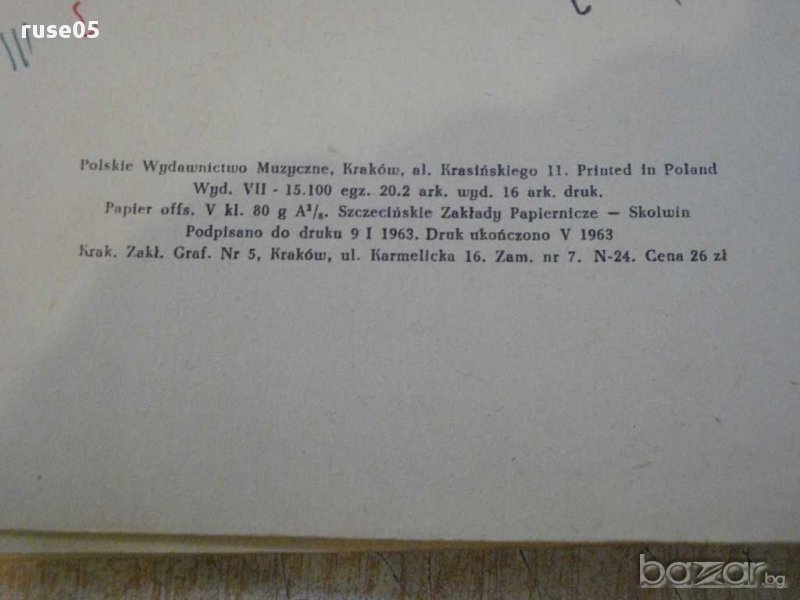 ruse05
Polskie Wydawnictwo Muzyczne, Kraków, al. Krasińskiego 11. Printed in Poland
Wyd. VII - 15.100 egz. 20.2 ark. wyd. 16 ark. druk.
Papier offs. V kl. 80 g A¹/₈. Szczecińskie Zakłady Papiernicze — Skolwin
Podpisano do druku 9 I 1963. Druk ukończono V 1963
Krak. Zakł. Graf. Nr 5, Kraków, ul. Karmelicka 16. Zam. nr 7. N-24. Cena 26 zł
bazar.bg